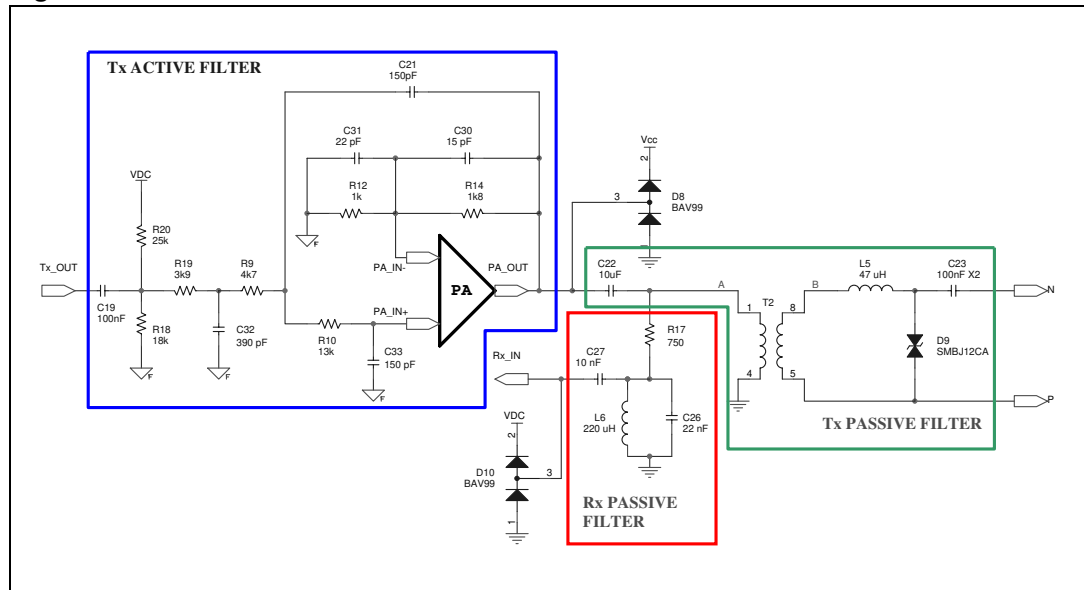 Tx ACTIVE FILTER
C21
150pF
C31
22 pF
C30
15 pF
Vcc
2
VDC
R12
1k
R14
1k8
3
D8
BAV99
R20
25k
F
1
Tx_OUT
R19
3k9
R9
4k7
PA_IN-
PA_OUT
C22
10uF
L5
47 uH
C23
100nF X2
PA
A
T2
B
N
C19
100nF
PA_IN+
1
8
R18
18k
C32
390 pF
R10
13k
C33
150 pF
Rx_IN
C27
10 nF
R17
750
D9
SMBJ12CA
4
5
P
F
F
F
VDC
2
L6
220 uH
C26
22 nF
Tx PASSIVE FILTER
D10
BAV99
3
Rx PASSIVE
FILTER
1